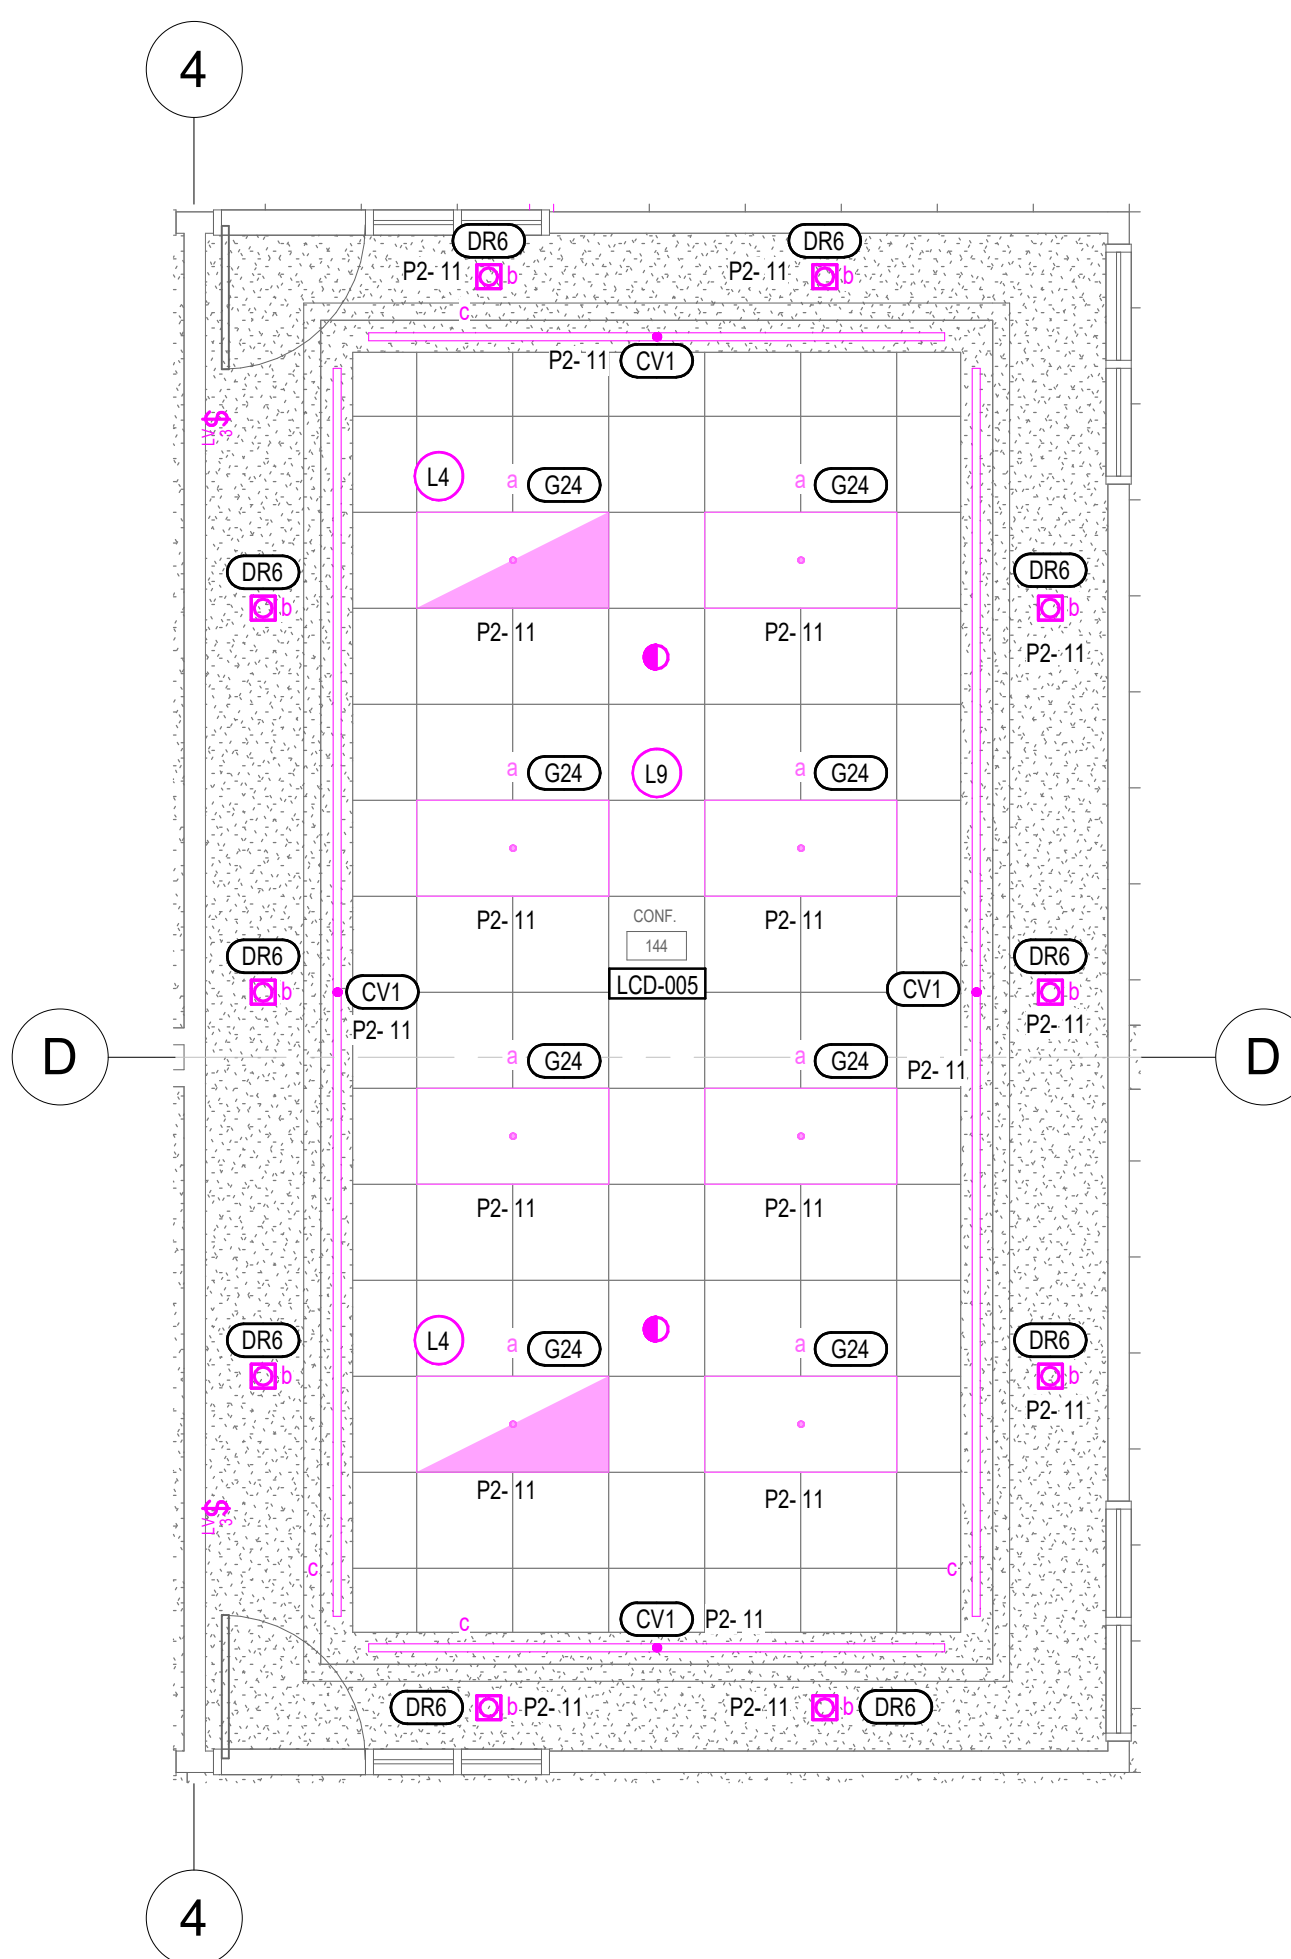 4
DR6
DR6
P2- 11
b
P2- 11
b
c
P2- 11
CV1
LV
$
3
L4
a
G24
a
G24
DR6
DR6
b
b
P2- 11
P2- 11
P2- 11
a
G24
L9
a
G24
P2- 11
CONF.
P2- 11
144
DR6
DR6
LCD-005
b
CV1
CV1
b
P2- 11
P2- 11
D
a
G24
a
G24
P2- 11
D
P2- 11
P2- 11
DR6
L4
a
G24
a
G24
DR6
b
b
P2- 11
P2- 11
P2- 11
LV
$
3
c
c
c
CV1
P2- 11
DR6
b
P2- 11
P2- 11
b
DR6
4